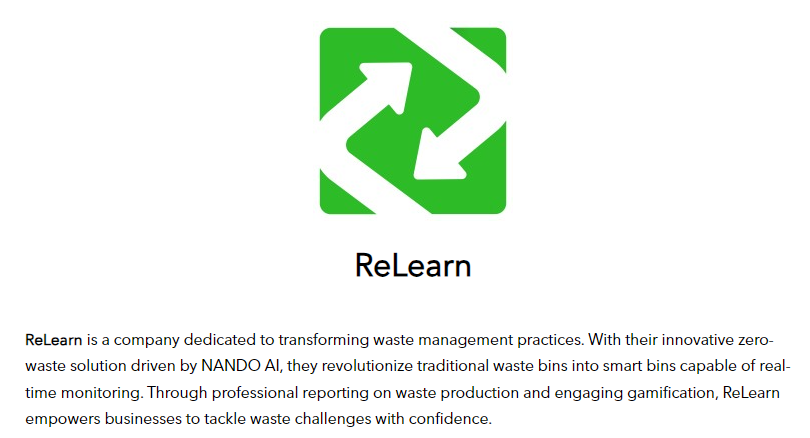 ReLearn
ReLearn is a company dedicated to transforming waste management practices. With their innovative zero-
waste solution driven by NANDO AI, they revolutionize traditional waste bins into smart bins capable of real-
time monitoring. Through professional reporting on waste production and engaging gamification, ReLearn
empowers businesses to tackle waste challenges with confidence.